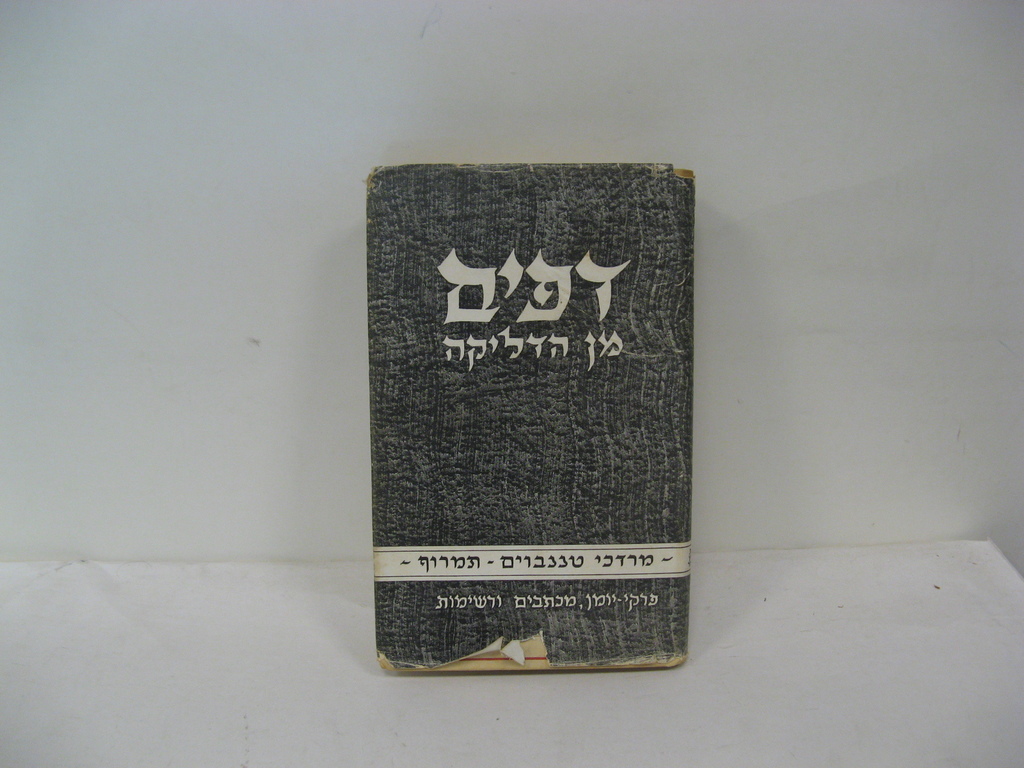 דפים
מן הדליקה
~ מרדכי טננבוים - תמרוף ~
פרקי-יומן, מכתבים ורשימות